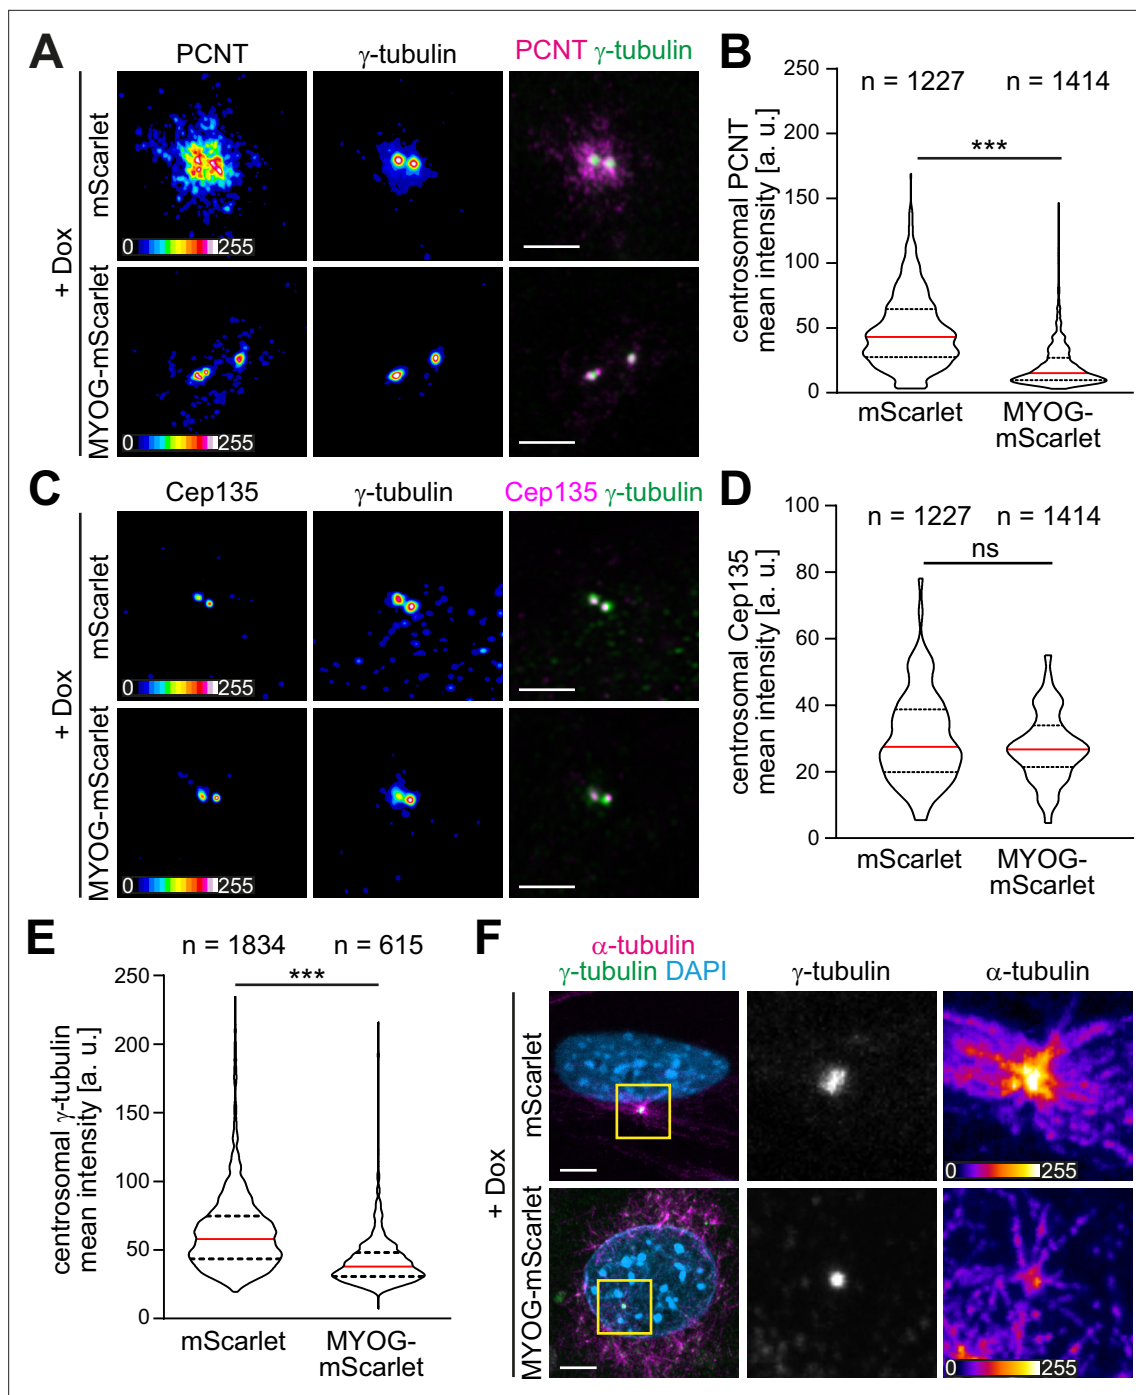 A
PCNT
γ-tubulin
PCNT γ-tubulin
+ Dox
mScarlet
0 255
MYOG-mScarlet
0 255
B
centrosomal PCNT
mean intensity [a. u.]
n = 1227 n = 1414
***
250
200
150
100
50
0
mScarlet
MYOG-
mScarlet
C
Cep135
γ-tubulin
Cep135 γ-tubulin
+ Dox
mScarlet
0 255
MYOG-mScarlet
0 255
D
centrosomal Cep135
mean intensity [a. u.]
n = 1227 n = 1414
ns
100
80
60
40
20
0
mScarlet
MYOG-
mScarlet
E
centrosomal γ-tubulin
mean intensity [a. u.]
n = 1834 n = 615
***
250
200
150
100
50
0
mScarlet
MYOG-
mScarlet
F
α-tubulin
γ-tubulin DAPI
γ-tubulin
α-tubulin
+ Dox
mScarlet
0 255
MYOG-mScarlet
0 255